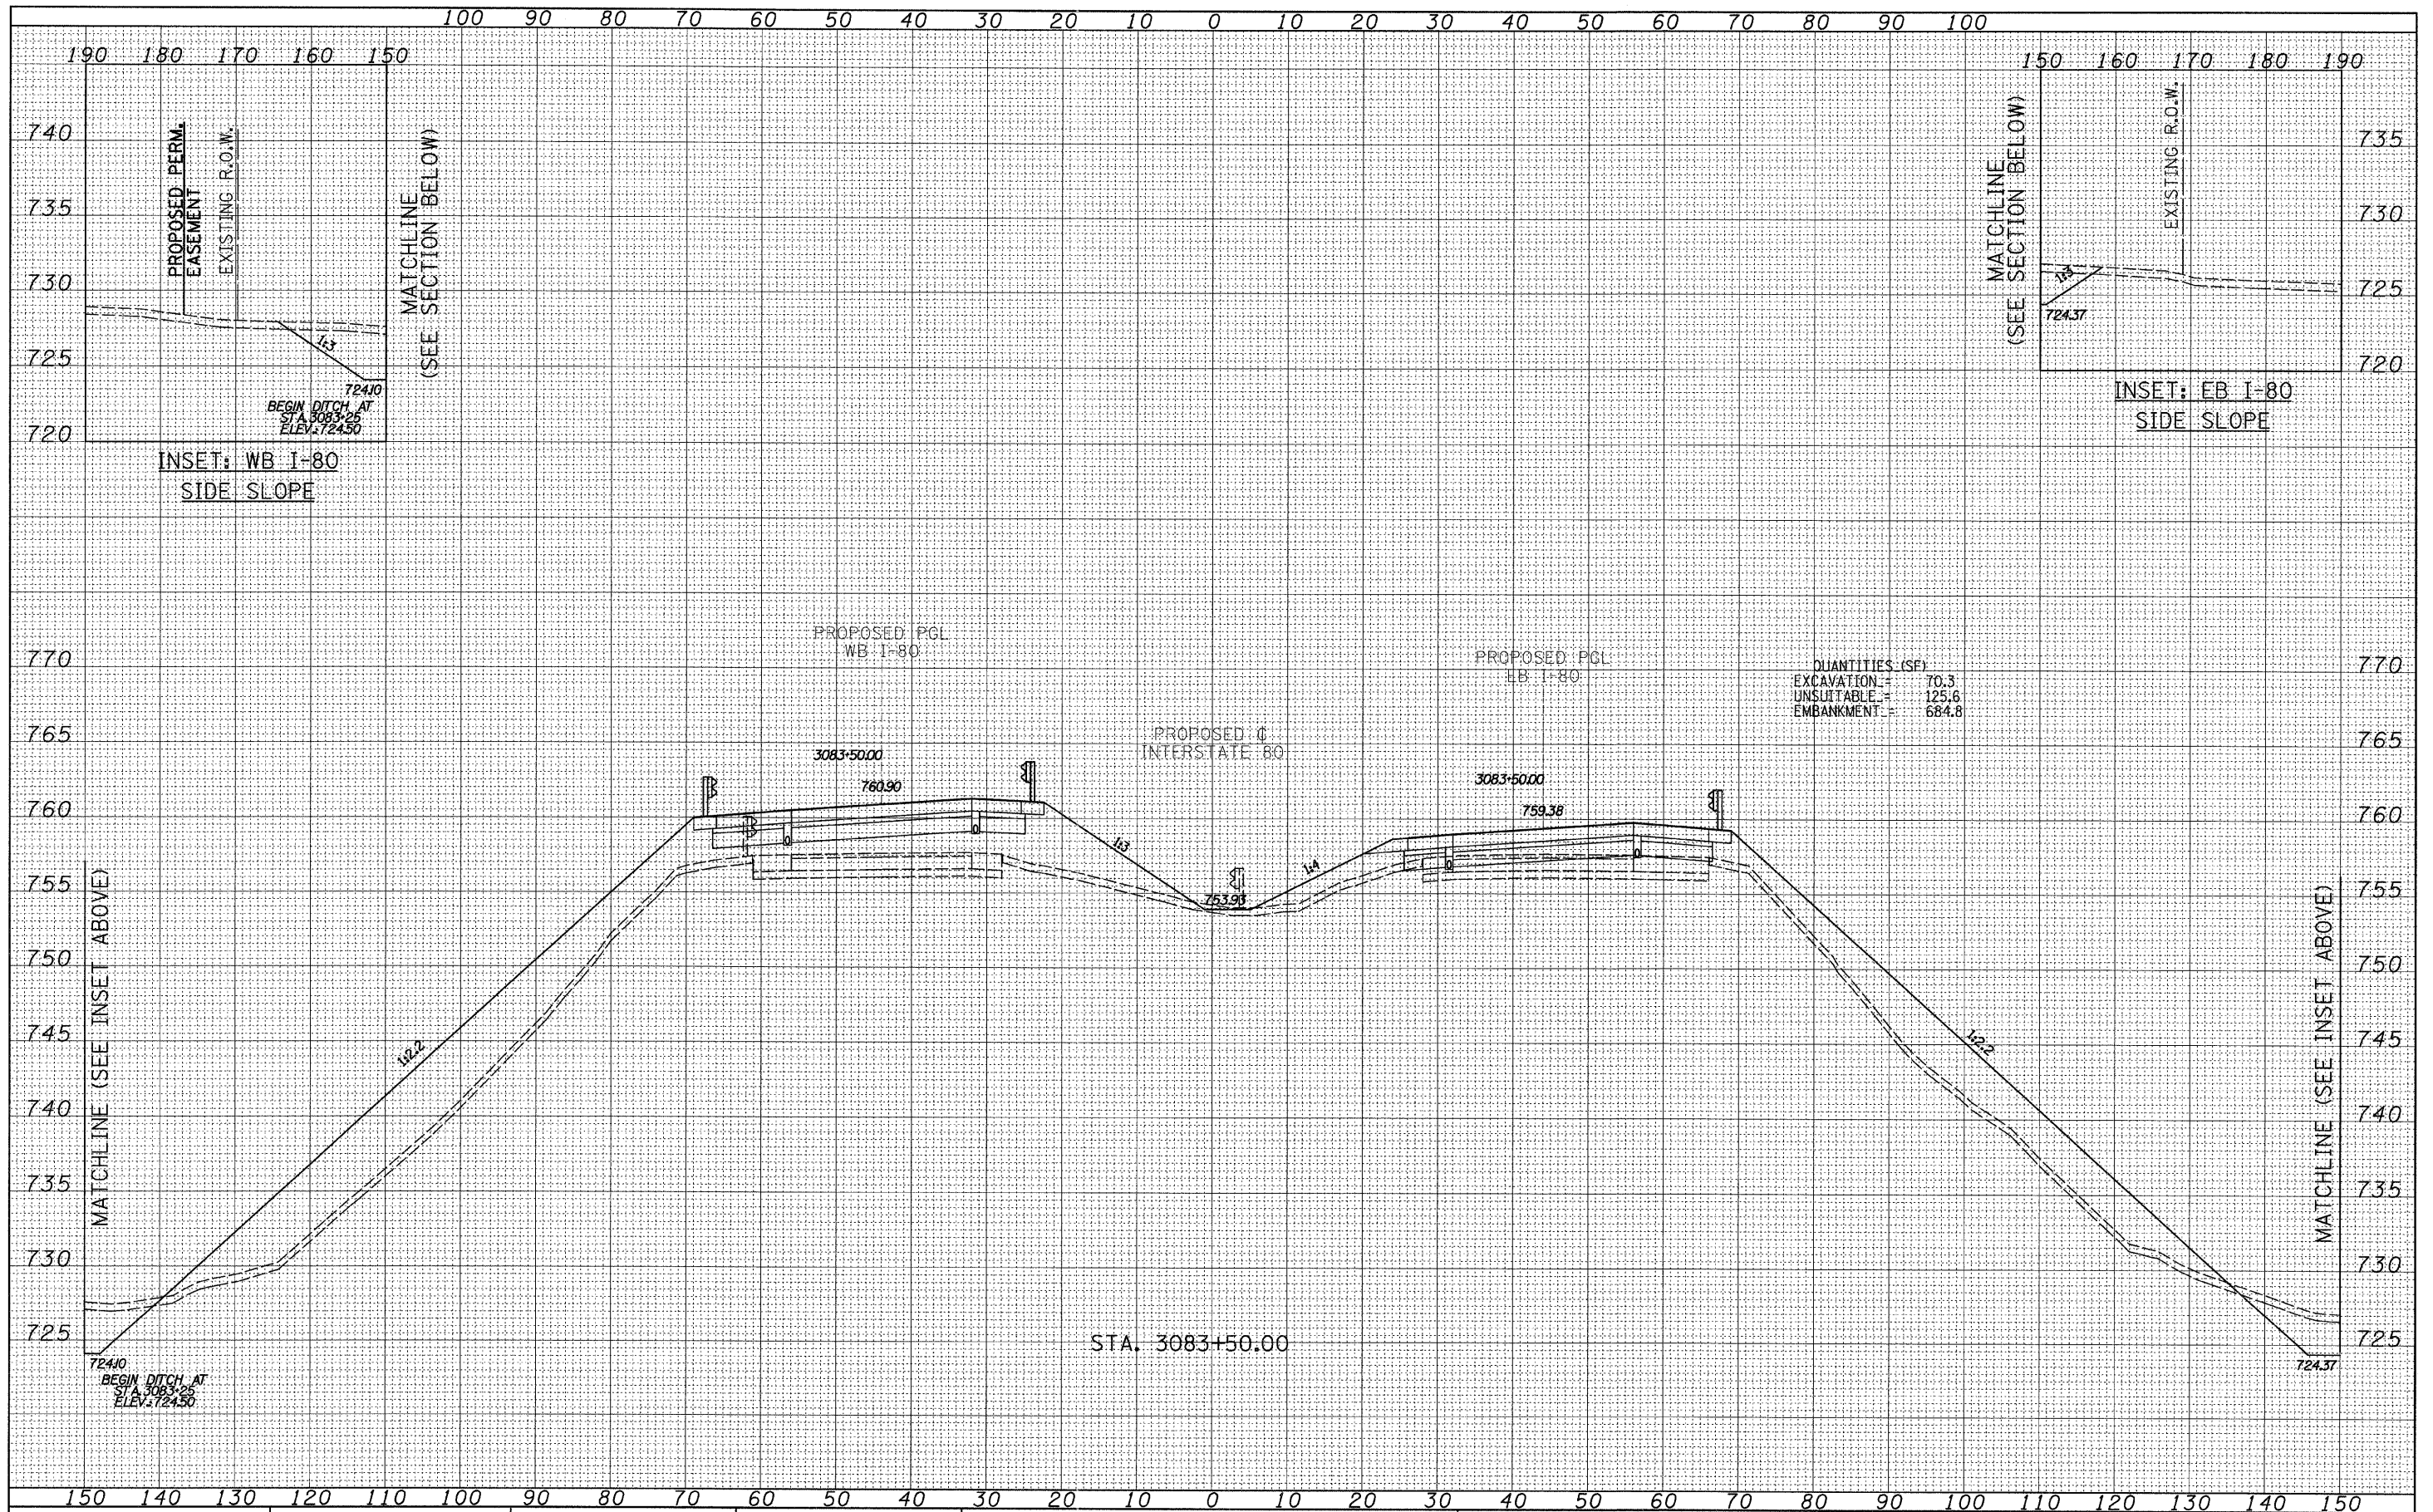 100 90 80 70 60 50 40 30 20 10 0 10 20 30 40 50 60 70 80 90 100
190 180 170 160 150
150 160 170 180 190
740
735
730
725
720
PROPOSED PERM.
EASEMENT
EXISTING R.O.W.
MATCHLINE
(SEE SECTION BELOW)
1:3
724.10
BEGIN DITCH AT
STA.3083+25
ELEV.=724.50
INSET: WB I-80
SIDE SLOPE
MATCHLINE
(SEE SECTION BELOW)
EXISTING R.O.W.
1:3
724.37
735
730
725
720
INSET: EB I-80
SIDE SLOPE
770
765
760
755
750
745
740
735
730
725
MATCHLINE (SEE INSET ABOVE)
PROPOSED PGL
WB I-80
3083+50.00
760.90
PROPOSED ℄
INTERSTATE 80
PROPOSED PGL
EB I-80
3083+50.00
759.38
QUANTITIES (SF)
EXCAVATION = 70.3
UNSUITABLE = 125.6
EMBANKMENT = 684.8
1:3
753.93
1:4
1:2.2
1:2.2
724.10
BEGIN DITCH AT
STA.3083+25
ELEV.=724.50
STA. 3083+50.00
724.37
MATCHLINE (SEE INSET ABOVE)
770
765
760
755
750
745
740
735
730
725
150 140 130 120 110 100 90 80 70 60 50 40 30 20 10 0 10 20 30 40 50 60 70 80 90 100 110 120 130 140 150